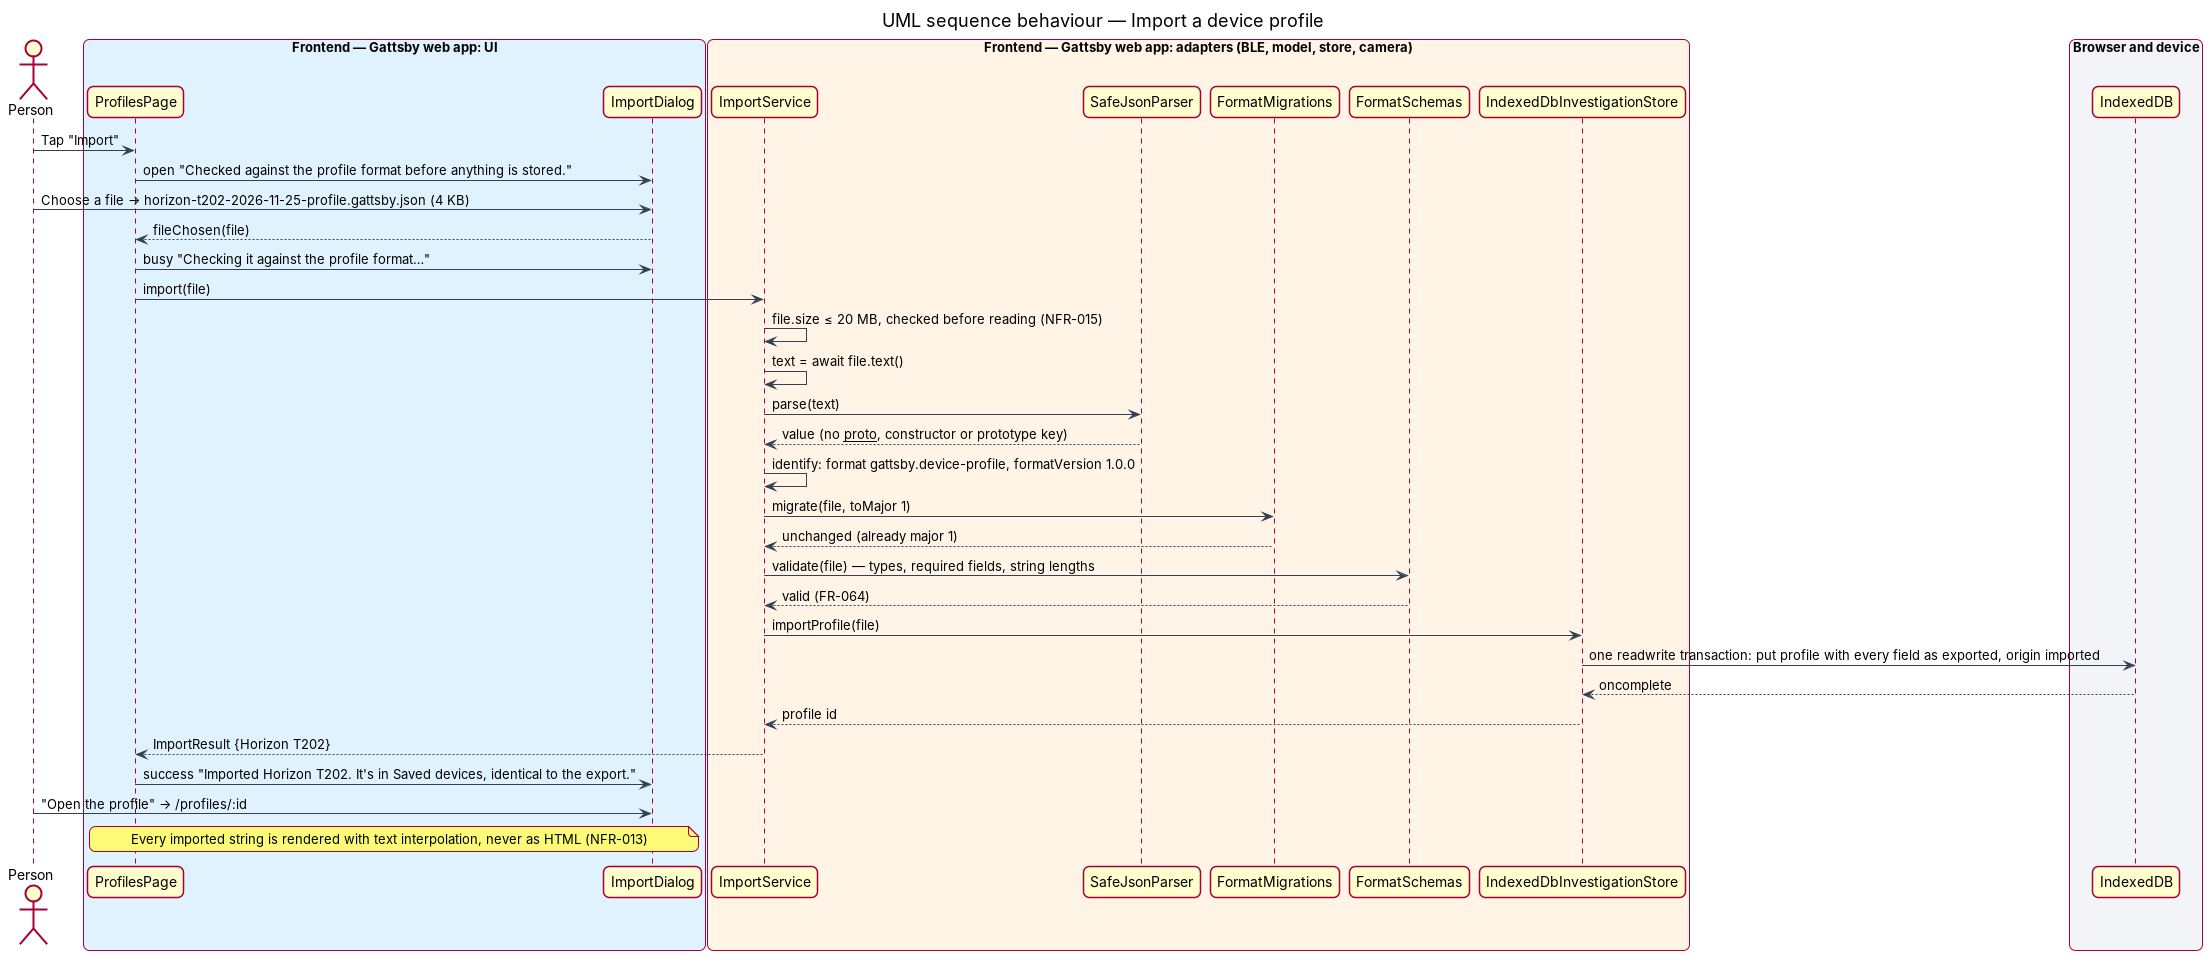 UML sequence behaviour — Import a device profile
Frontend — Gattsby web app: UI
Frontend — Gattsby web app: adapters (BLE, model, store, camera)
Browser and device
Person
ProfilesPage
ImportDialog
ImportService
SafeJsonParser
FormatMigrations
FormatSchemas
IndexedDbInvestigationStore
IndexedDB
Tap "Import"
open "Checked against the profile format before anything is stored."
Choose a file → horizon-t202-2026-11-25-profile.gattsby.json (4 KB)
fileChosen(file)
busy "Checking it against the profile format…"
import(file)
file.size ≤ 20 MB, checked before reading (NFR-015)
text = await file.text()
parse(text)
value (no proto, constructor or prototype key)
identify: format gattsby.device-profile, formatVersion 1.0.0
migrate(file, toMajor 1)
unchanged (already major 1)
validate(file) — types, required fields, string lengths
valid (FR-064)
importProfile(file)
one readwrite transaction: put profile with every field as exported, origin imported
oncomplete
profile id
ImportResult {Horizon T202}
success "Imported Horizon T202. It's in Saved devices, identical to the export."
"Open the profile" → /profiles/:id
Every imported string is rendered with text interpolation, never as HTML (NFR-013)
Person
ProfilesPage
ImportDialog
ImportService
SafeJsonParser
FormatMigrations
FormatSchemas
IndexedDbInvestigationStore
IndexedDB